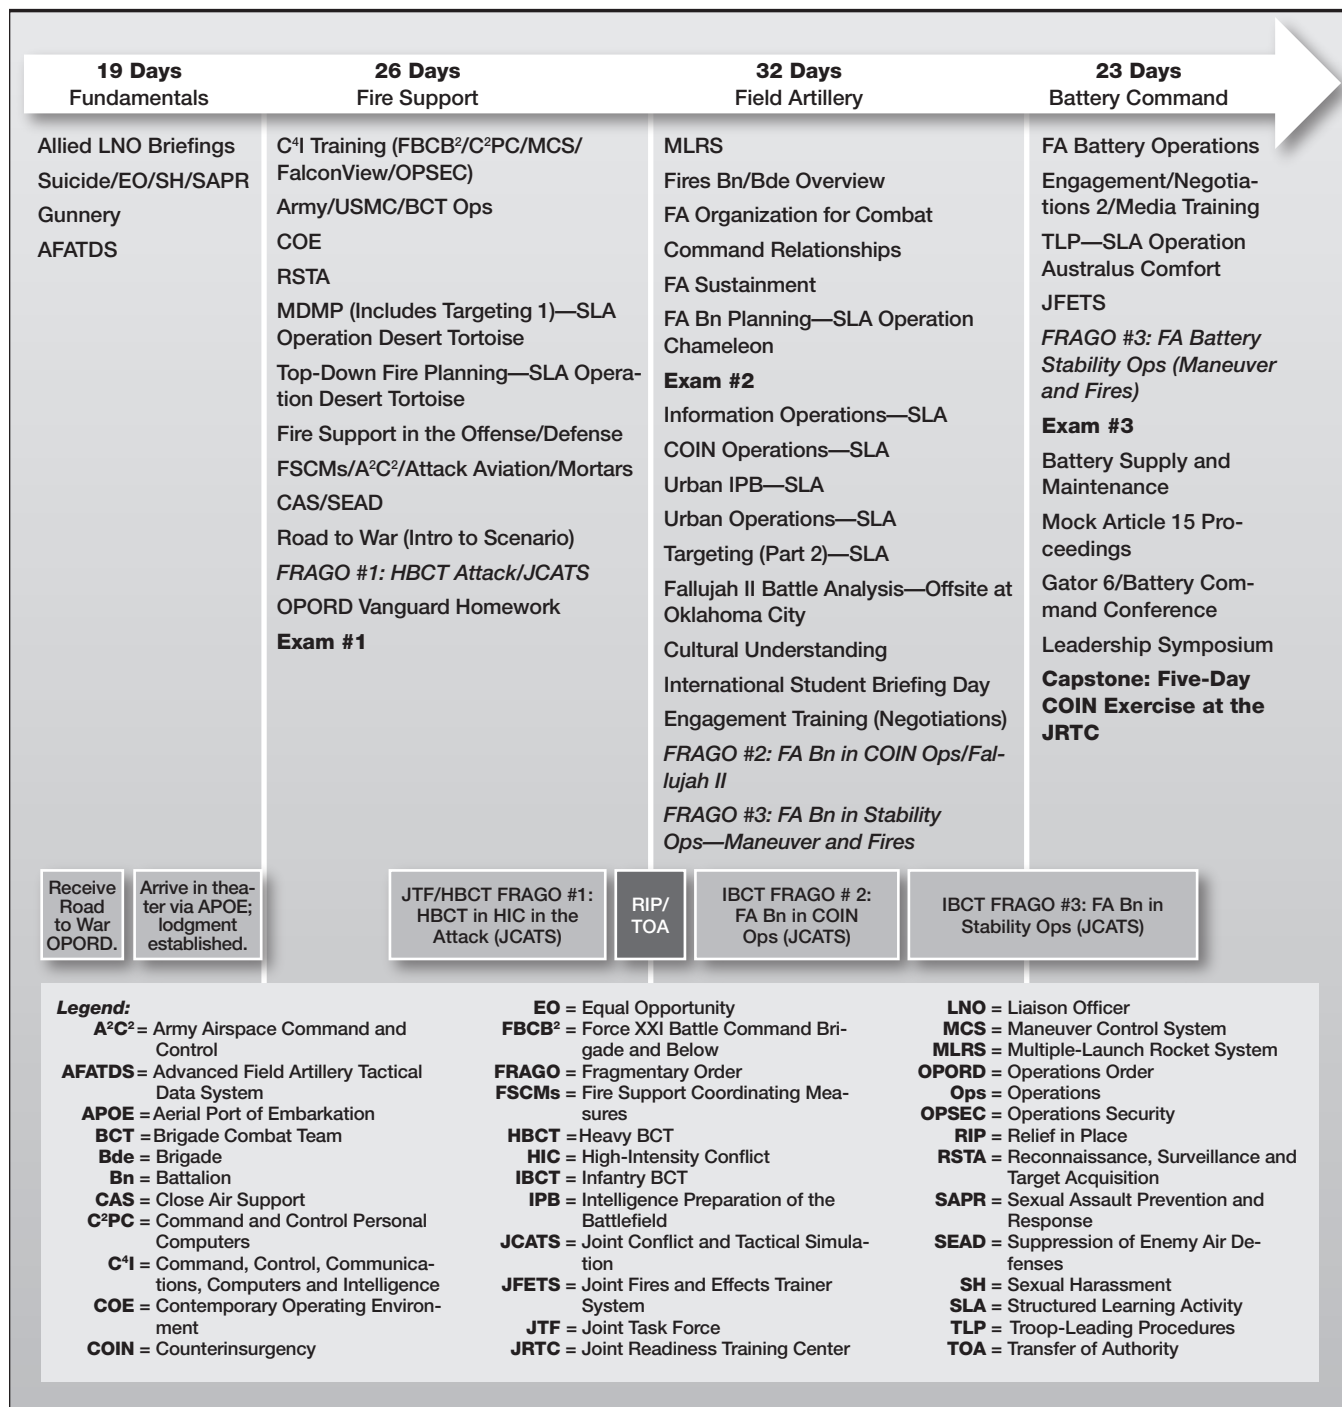 19 Days
Fundamentals
26 Days
Fire Support
32 Days
Field Artillery
23 Days
Battery Command
Allied LNO Briefings
Suicide/EO/SH/SAPR
Gunnery
AFATDS
C⁴I Training (FBCB²/C²PC/MCS/
FalconView/OPSEC)
Army/USMC/BCT Ops
COE
RSTA
MDMP (Includes Targeting 1)—SLA
Operation Desert Tortoise
Top-Down Fire Planning—SLA Opera-
tion Desert Tortoise
Fire Support in the Offense/Defense
FSCMs/A²C²/Attack Aviation/Mortars
CAS/SEAD
Road to War (Intro to Scenario)
FRAGO #1: HBCT Attack/JCATS
OPORD Vanguard Homework
Exam #1
MLRS
Fires Bn/Bde Overview
FA Organization for Combat
Command Relationships
FA Sustainment
FA Bn Planning—SLA Operation
Chameleon
Exam #2
Information Operations—SLA
COIN Operations—SLA
Urban IPB—SLA
Urban Operations—SLA
Targeting (Part 2)—SLA
Fallujah II Battle Analysis—Offsite at
Oklahoma City
Cultural Understanding
International Student Briefing Day
Engagement Training (Negotiations)
FRAGO #2: FA Bn in COIN Ops/Fal-
lujah II
FRAGO #3: FA Bn in Stability
Ops—Maneuver and Fires
FA Battery Operations
Engagement/Negotia-
tions 2/Media Training
TLP—SLA Operation
Australus Comfort
JFETS
FRAGO #3: FA Battery
Stability Ops (Maneuver
and Fires)
Exam #3
Battery Supply and
Maintenance
Mock Article 15 Pro-
ceedings
Gator 6/Battery Com-
mand Conference
Leadership Symposium
Capstone: Five-Day
COIN Exercise at the
JRTC
Receive
Road
to War
OPORD.
Arrive in thea-
ter via APOE;
lodgment
established.
JTF/HBCT FRAGO #1:
HBCT in HIC in the
Attack (JCATS)
RIP/
TOA
IBCT FRAGO # 2:
FA Bn in COIN
Ops (JCATS)
IBCT FRAGO #3: FA Bn in
Stability Ops (JCATS)
Legend:
A²C² = Army Airspace Command and
Control
AFATDS = Advanced Field Artillery Tactical
Data System
APOE = Aerial Port of Embarkation
BCT = Brigade Combat Team
Bde = Brigade
Bn = Battalion
CAS = Close Air Support
C²PC = Command and Control Personal
Computers
C⁴I = Command, Control, Communica-
tions, Computers and Intelligence
COE = Contemporary Operating Environ-
ment
COIN = Counterinsurgency
EO = Equal Opportunity
FBCB² = Force XXI Battle Command Bri-
gade and Below
FRAGO = Fragmentary Order
FSCMs = Fire Support Coordinating Mea-
sures
HBCT =Heavy BCT
HIC = High-Intensity Conflict
IBCT = Infantry BCT
IPB = Intelligence Preparation of the
Battlefield
JCATS = Joint Conflict and Tactical Simula-
tion
JFETS = Joint Fires and Effects Trainer
System
JTF = Joint Task Force
JRTC = Joint Readiness Training Center
LNO = Liaison Officer
MCS = Maneuver Control System
MLRS = Multiple-Launch Rocket System
OPORD = Operations Order
Ops = Operations
OPSEC = Operations Security
RIP = Relief in Place
RSTA = Reconnaissance, Surveillance and
Target Acquisition
SAPR = Sexual Assault Prevention and
Response
SEAD = Suppression of Enemy Air De-
fenses
SH = Sexual Harassment
SLA = Structured Learning Activity
TLP = Troop-Leading Procedures
TOA = Transfer of Authority